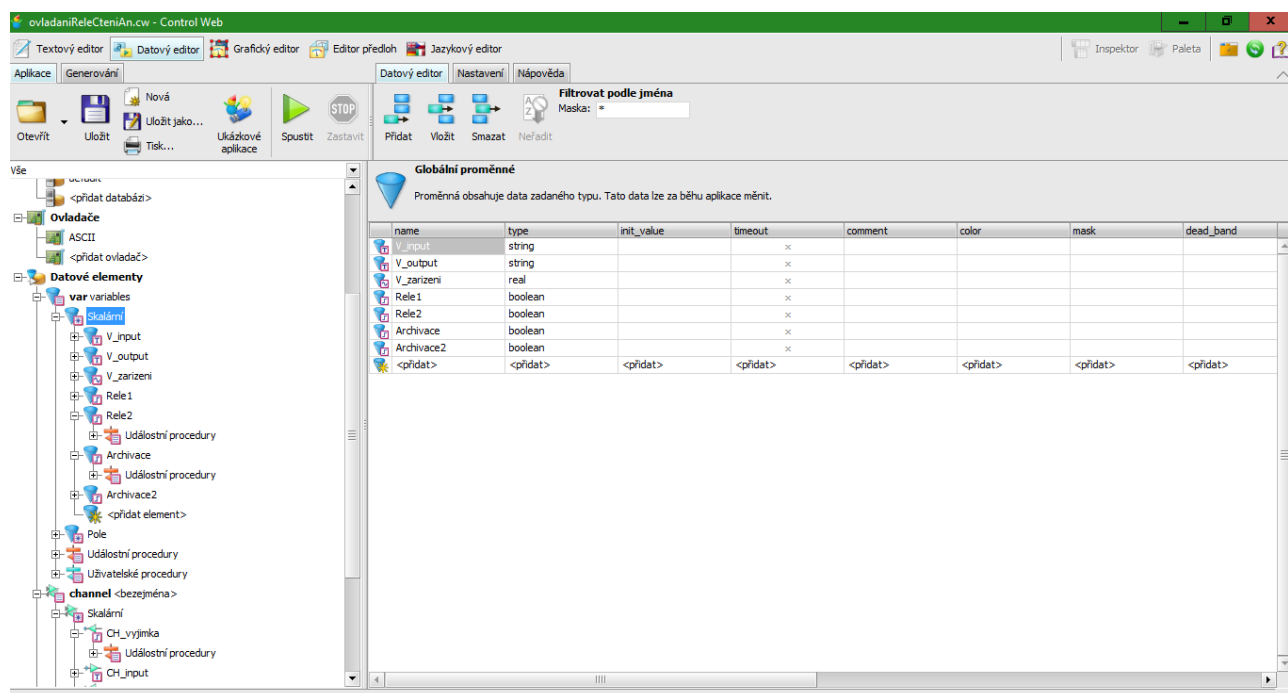 ovladaniReleCteniAn.cw - Control Web
Textový editor Datový editor Grafický editor Editor předloh Jazykový editor Inspektor Paleta
Aplikace Generování Datový editor Nastavení Nápověda
Otevřít Uložit Nová Uložit jako... Tisk... Ukázkové aplikace Spustit STOP Zastavit Přidat Vložit Smazat Neřadit
Filtrovat podle jména
Maska: *
Vše
default
<přidat databázi>
Ovladače
ASCII
<přidat ovladač>
Datové elementy
var variables
Skalární
V_input
V_output
V_zarizeni
Rele1
Rele2
Událostní procedury
Archivace
Událostní procedury
Archivace2
<přidat element>
Pole
Událostní procedury
Uživatelské procedury
channel <bezejména>
Skalární
CH_vyjimka
Událostní procedury
CH_input
Globální proměnné
Proměnná obsahuje data zadaného typu. Tato data lze za běhu aplikace měnit.
name type init_value timeout comment color mask dead_band
V_input string ×
V_output string ×
V_zarizeni real ×
Rele1 boolean ×
Rele2 boolean ×
Archivace boolean ×
Archivace2 boolean ×
<přidat> <přidat> <přidat> <přidat> <přidat> <přidat> <přidat> <přidat>